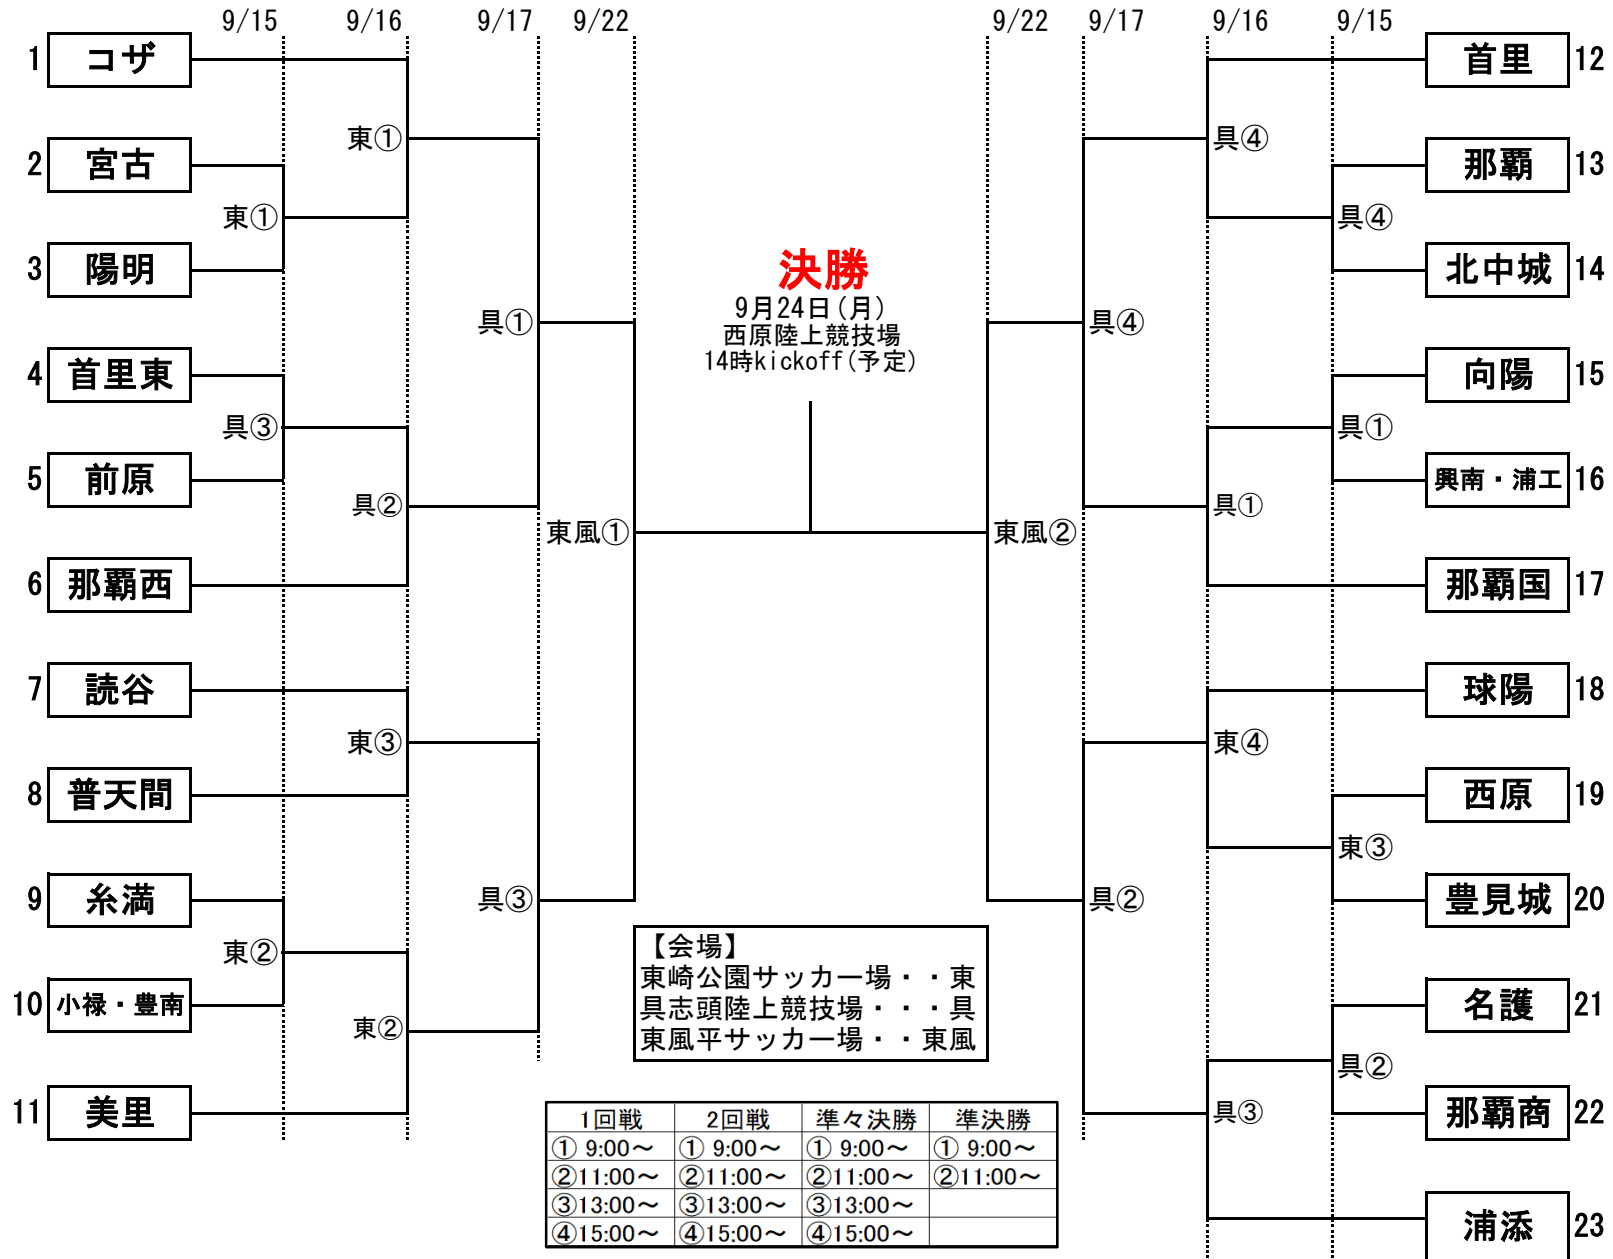 9/15 9/16 9/17 9/22 9/22 9/17 9/16 9/15
1 コザ
東①
2 宮古
東①
3 陽明
具①
4 首里東
具③
5 前原
具②
東風①
6 那覇西
7 読谷
東③
8 普天間
具③
9 糸満
東②
10 小禄・豊南
東②
11 美里
決勝
9月24日(月)
西原陸上競技場
14時kickoff(予定)
首里 12
具④
那覇 13
具④
北中城 14
具④
向陽 15
具①
興南・浦工 16
具①
東風②
那覇国 17
球陽 18
東④
西原 19
東③
具②
豊見城 20
名護 21
具②
具③
那覇商 22
浦添 23
【会場】
東崎公園サッカー場・・東
具志頭陸上競技場・・・具
東風平サッカー場・・東風
1回戦 2回戦 準々決勝 準決勝
① 9:00～ ① 9:00～ ① 9:00～ ① 9:00～
②11:00～ ②11:00～ ②11:00～ ②11:00～
③13:00～ ③13:00～ ③13:00～
④15:00～ ④15:00～ ④15:00～